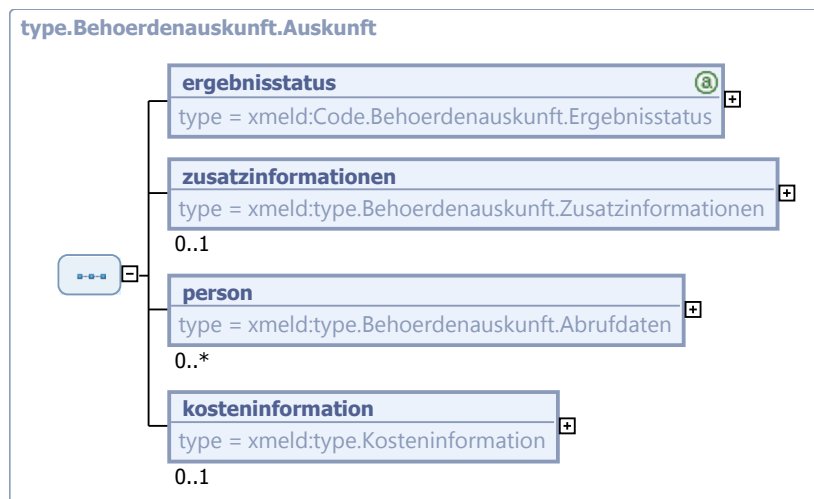 type.Behoerdenauskunft.Auskunft
ergebnisstatus
a
type = xmeld:Code.Behoerdenauskunft.Ergebnisstatus
zusatzinformationen
type = xmeld:type.Behoerdenauskunft.Zusatzinformationen
0..1
person
type = xmeld:type.Behoerdenauskunft.Abrufdaten
0..*
kosteninformation
type = xmeld:type.Kosteninformation
0..1